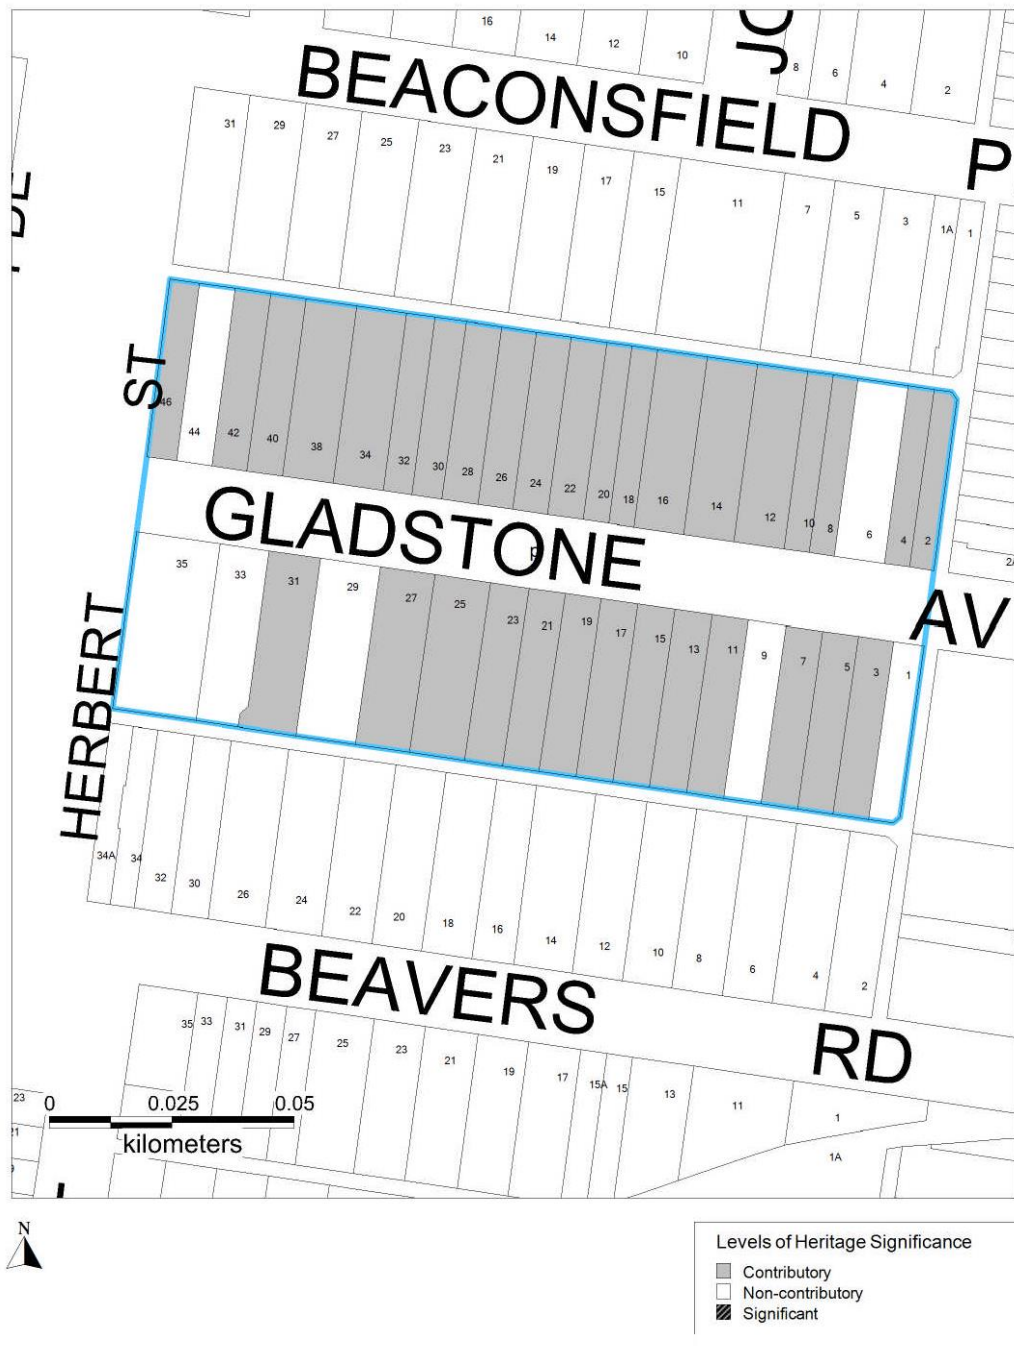 16 14 12 10 8 6 4 2
BEACONSFIELD P
31 29 27 25 23 21 19 17 15 11 7 5 3 1A 1
ST
46 44 42 40 38 34 32 30 28 26 24 22 20 18 16 14 12 10 8 6 4 2
GLADSTONE AV
p
35 33 31 29 27 25 23 21 19 17 15 13 11 9 7 5 3 1
HERBERT
34A 34 32 30 26 24 22 20 18 16 14 12 10 8 6 4 2
BEAVERS RD
35 33 31 29 27 25 23 21 19 17 15A 15 13 11 1
1A
23
0 0.025 0.05
kilometers
N
Levels of Heritage Significance
Contributory
Non-contributory
Significant